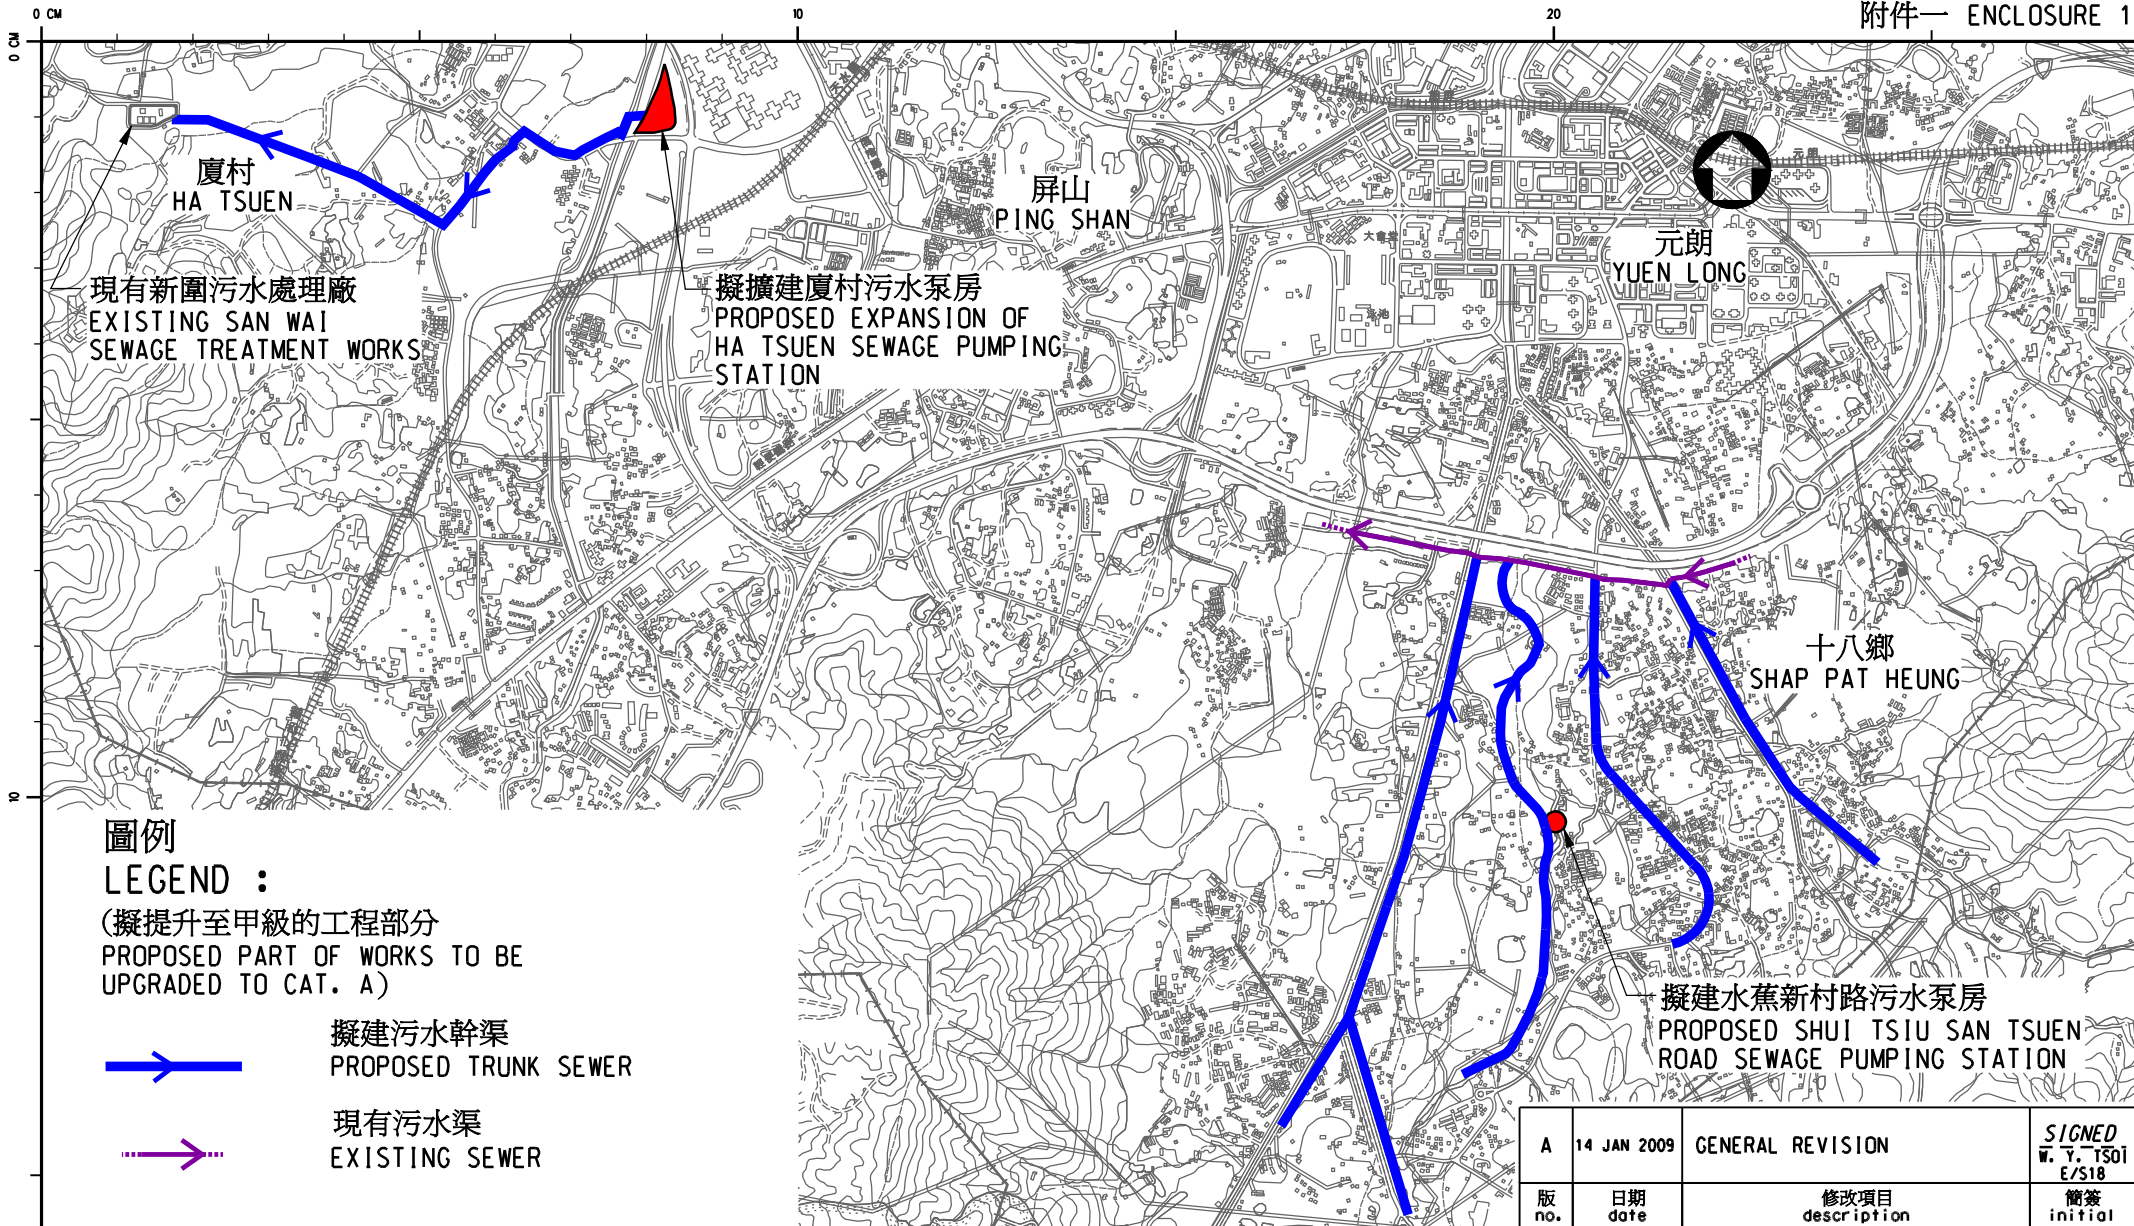 0 CM
10
20
附件一 ENCLOSURE 1
0 CM
10
廈村
HA TSUEN
屏山
PING SHAN
大會堂
元朗
元朗
YUEN LONG
泳池
現有新圍污水處理廠
EXISTING SAN WAI
SEWAGE TREATMENT WORKS
擬擴建廈村污水泵房
PROPOSED EXPANSION OF
HA TSUEN SEWAGE PUMPING
STATION
十八鄉
SHAP PAT HEUNG
擬建水蕉新村路污水泵房
PROPOSED SHUI TSIU SAN TSUEN
ROAD SEWAGE PUMPING STATION
圖例
LEGEND :
(擬提升至甲級的工程部分
PROPOSED PART OF WORKS TO BE
UPGRADED TO CAT. A)
擬建污水幹渠
PROPOSED TRUNK SEWER
現有污水渠
EXISTING SEWER
A 14 JAN 2009 GENERAL REVISION SIGNED
W. Y. TSOI
E/S18
版 日期 修改項目 簡簽
no. date description initial